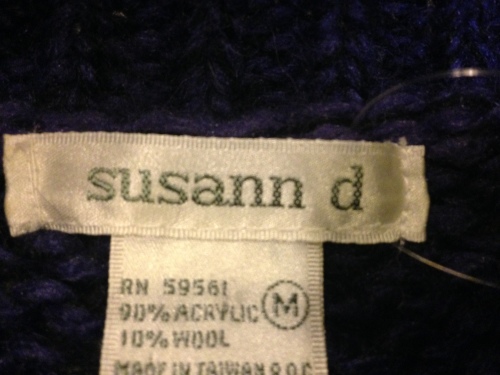 susann d
RN 59561
90% ACRYLIC M
10% WOOL
MADE IN TAIWAN R.O.C.